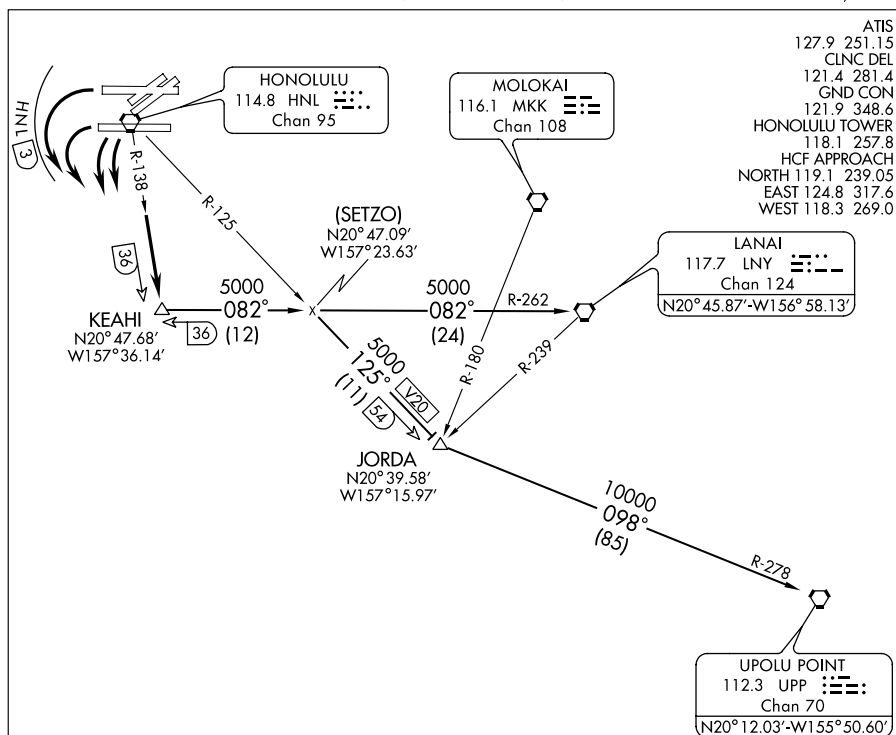 ATIS
127.9 251.15
CLNC DEL
121.4 281.4
GND CON
121.9 348.6
HONOLULU TOWER
118.1 257.8
HCF APPROACH
NORTH 119.1 239.05
EAST 124.8 317.6
WEST 118.3 269.0
HONOLULU
114.8 HNL
Chan 95
MOLOKAI
116.1 MKK
Chan 108
HNL 3
R-138
R-125
(SETZO)
N20° 47.09'
W157° 23.63'
LANAI
117.7 LNY
Chan 124
N20° 45.87'-W156° 58.13'
36
5000
082°
(12)
36
KEAHI
N20° 47.68'
W157° 36.14'
5000
082°
(24)
R-262
R-180
R-239
5000
125°
(11)
54
V20
JORDA
N20° 39.58'
W157° 15.97'
10000
098°
(85)
R-278
UPOLU POINT
112.3 UPP
Chan 70
N20° 12.03'-W155° 50.60'